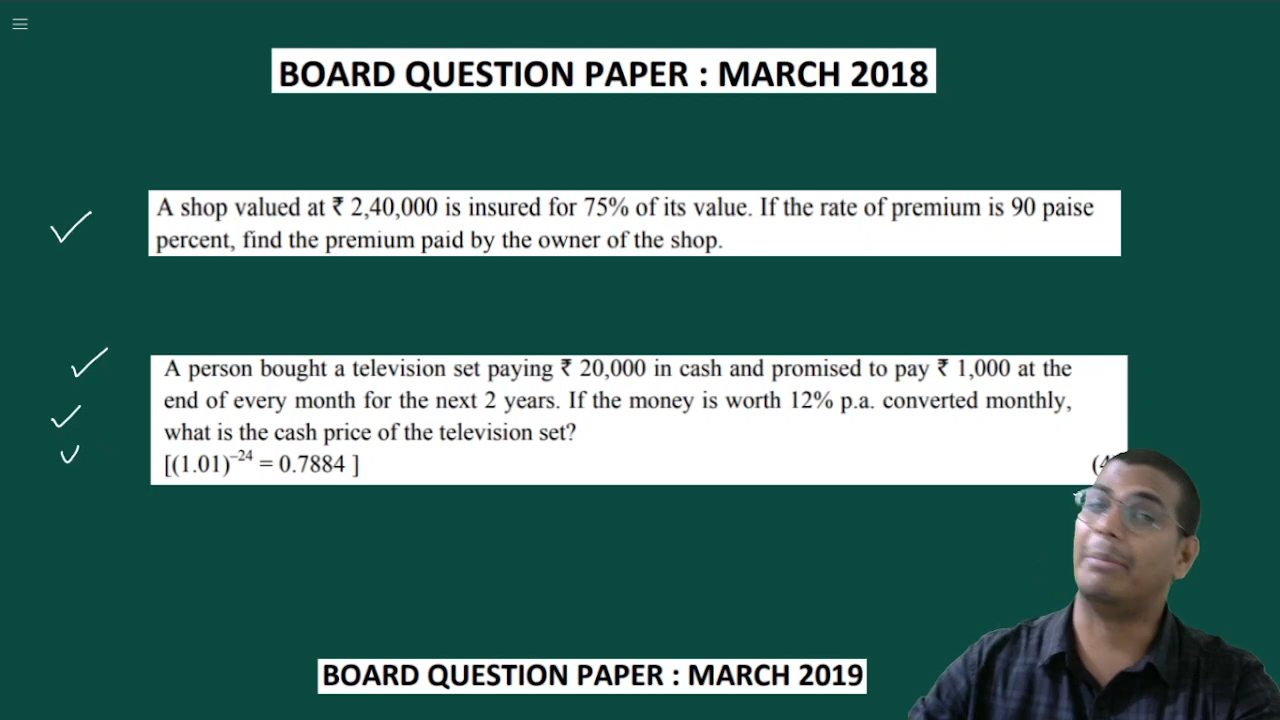 BOARD QUESTION PAPER : MARCH 2018
A shop valued at ₹ 2,40,000 is insured for 75% of its value. If the rate of premium is 90 paise
percent, find the premium paid by the owner of the shop.
A person bought a television set paying ₹ 20,000 in cash and promised to pay ₹ 1,000 at the
end of every month for the next 2 years. If the money is worth 12% p.a. converted monthly,
what is the cash price of the television set?
[(1.01)⁻²⁴ = 0.7884 ]
BOARD QUESTION PAPER : MARCH 2019